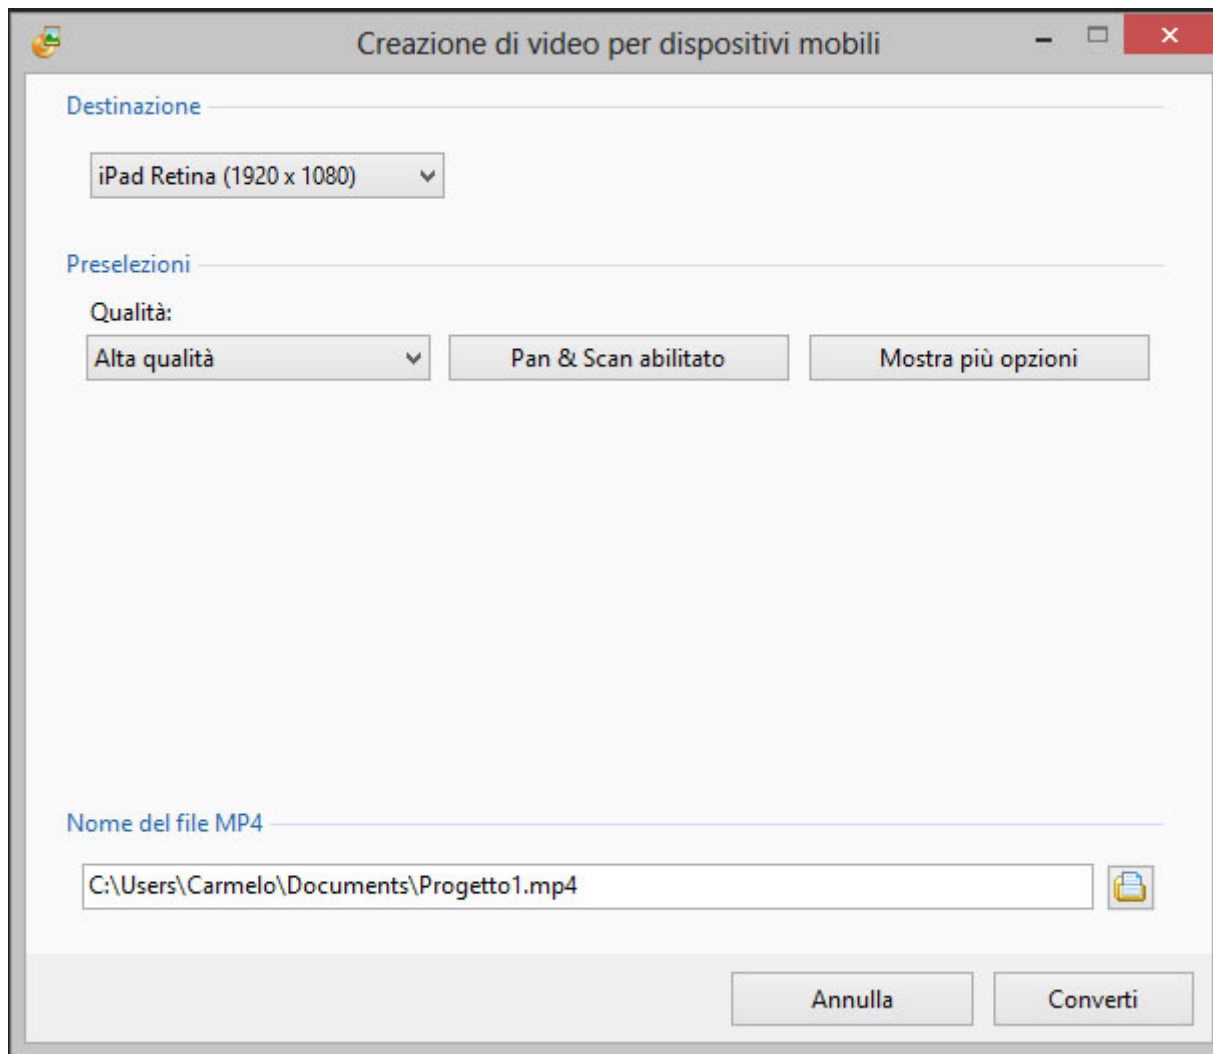 Creazione di video per dispositivi mobili
Destinazione
iPad Retina (1920 x 1080)
Preselezioni
Qualità:
Alta qualità
Pan & Scan abilitato
Mostra più opzioni
Nome del file MP4
C:\Users\Carmelo\Documents\Progetto1.mp4
Annulla
Converti